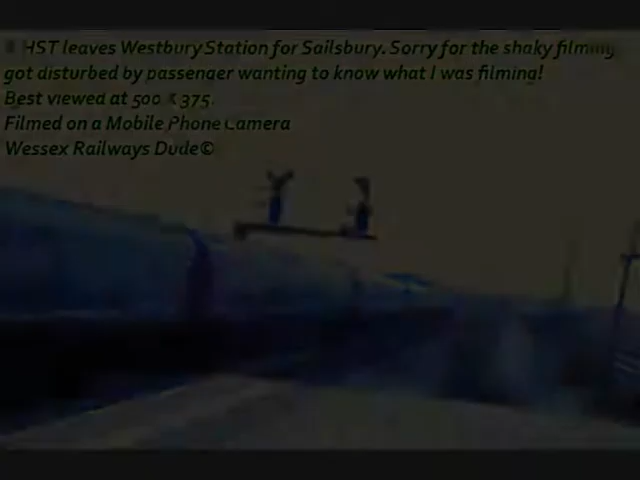 HST leaves Westbury Station for Sailsbury. Sorry for the shaky filming
got disturbed by passenger wanting to know what I was filming!
Best viewed at 500 x 375.
Filmed on a Mobile Phone Camera
Wessex Railways Dude©